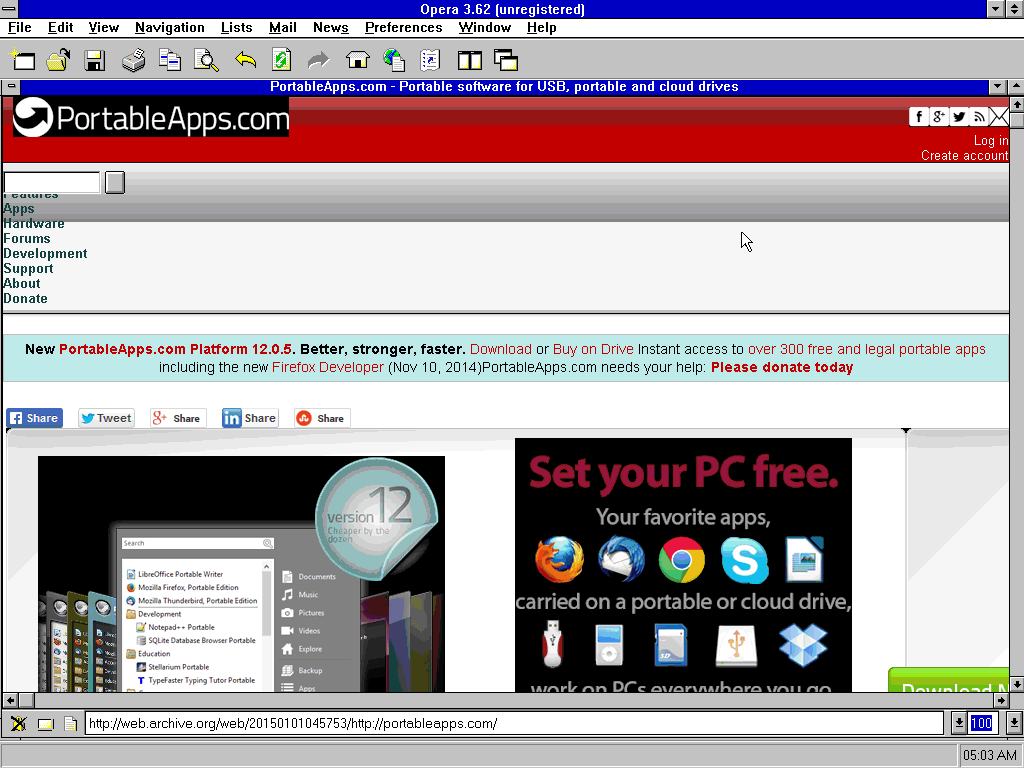 Opera 3.62 (unregistered)
File Edit View Navigation Lists Mail News Preferences Window Help
PortableApps.com - Portable software for USB, portable and cloud drives
PortableApps.com
Log in
Create account
Features
Apps
Hardware
Forums
Development
Support
About
Donate
New PortableApps.com Platform 12.0.5. Better, stronger, faster. Download or Buy on Drive Instant access to over 300 free and legal portable apps
including the new Firefox Developer (Nov 10, 2014)PortableApps.com needs your help: Please donate today
Share Tweet Share Share Share
version 12
Cheaper by the
dozen
Search
LibreOffice Portable Writer
Mozilla Firefox, Portable Edition
Mozilla Thunderbird, Portable Edition
Development
Notepad++ Portable
SQLite Database Browser Portable
Education
Stellarium Portable
TypeFaster Typing Tutor Portable
Documents
Music
Pictures
Videos
Explore
Backup
Apps
Set your PC free.
Your favorite apps,
carried on a portable or cloud drive,
work on PCs everywhere you go
Download
http://web.archive.org/web/20150101045753/http://portableapps.com/
100
05:03 AM